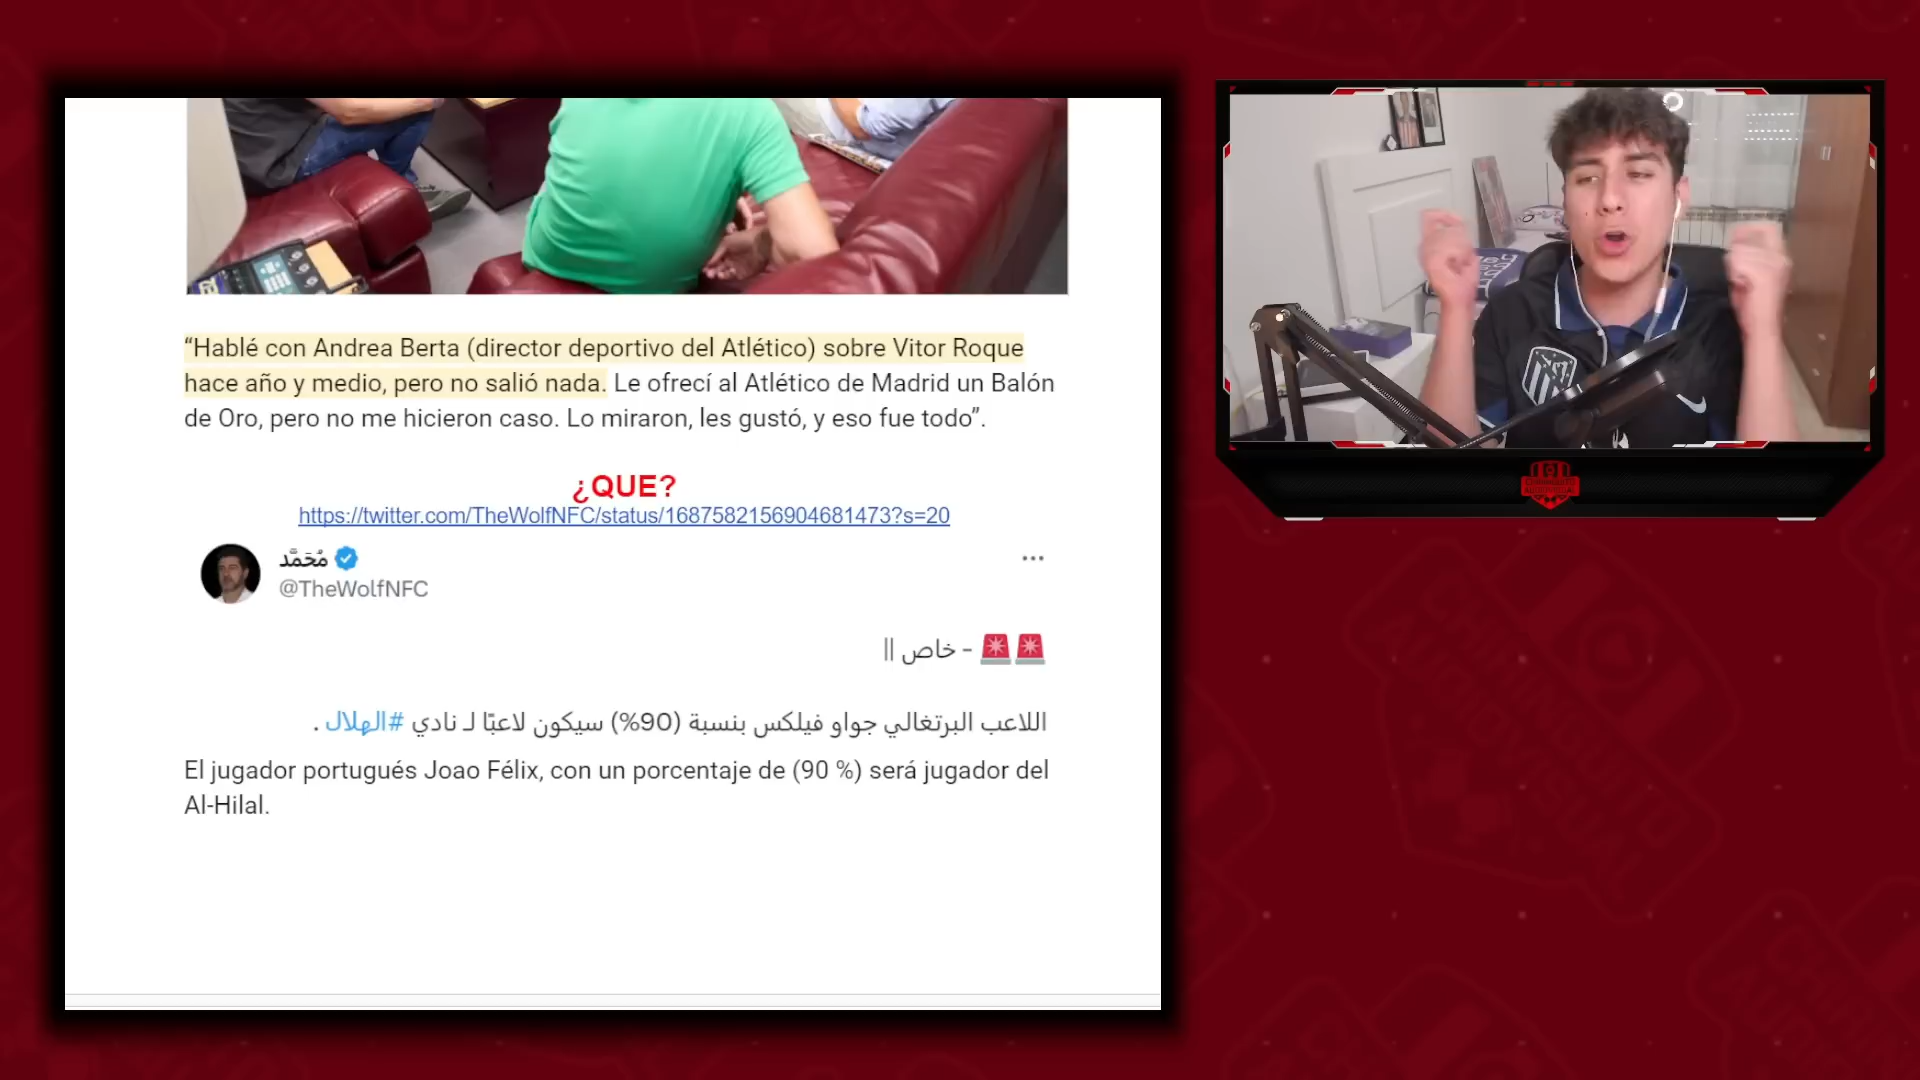 “Hablé con Andrea Berta (director deportivo del Atlético) sobre Vitor Roque
hace año y medio, pero no salió nada. Le ofrecí al Atlético de Madrid un Balón
de Oro, pero no me hicieron caso. Lo miraron, les gustó, y eso fue todo”.
¿QUE?
https://twitter.com/TheWolfNFC/status/1687582156904681473?s=20
مُحَمَّد
@TheWolfNFC
🚨🚨 - خاص ||
اللاعب البرتغالي جواو فيلكس بنسبة (90%) سيكون لاعبًا لـ نادي #الهلال .
El jugador portugués Joao Félix, con un porcentaje de (90 %) será jugador del
Al-Hilal.